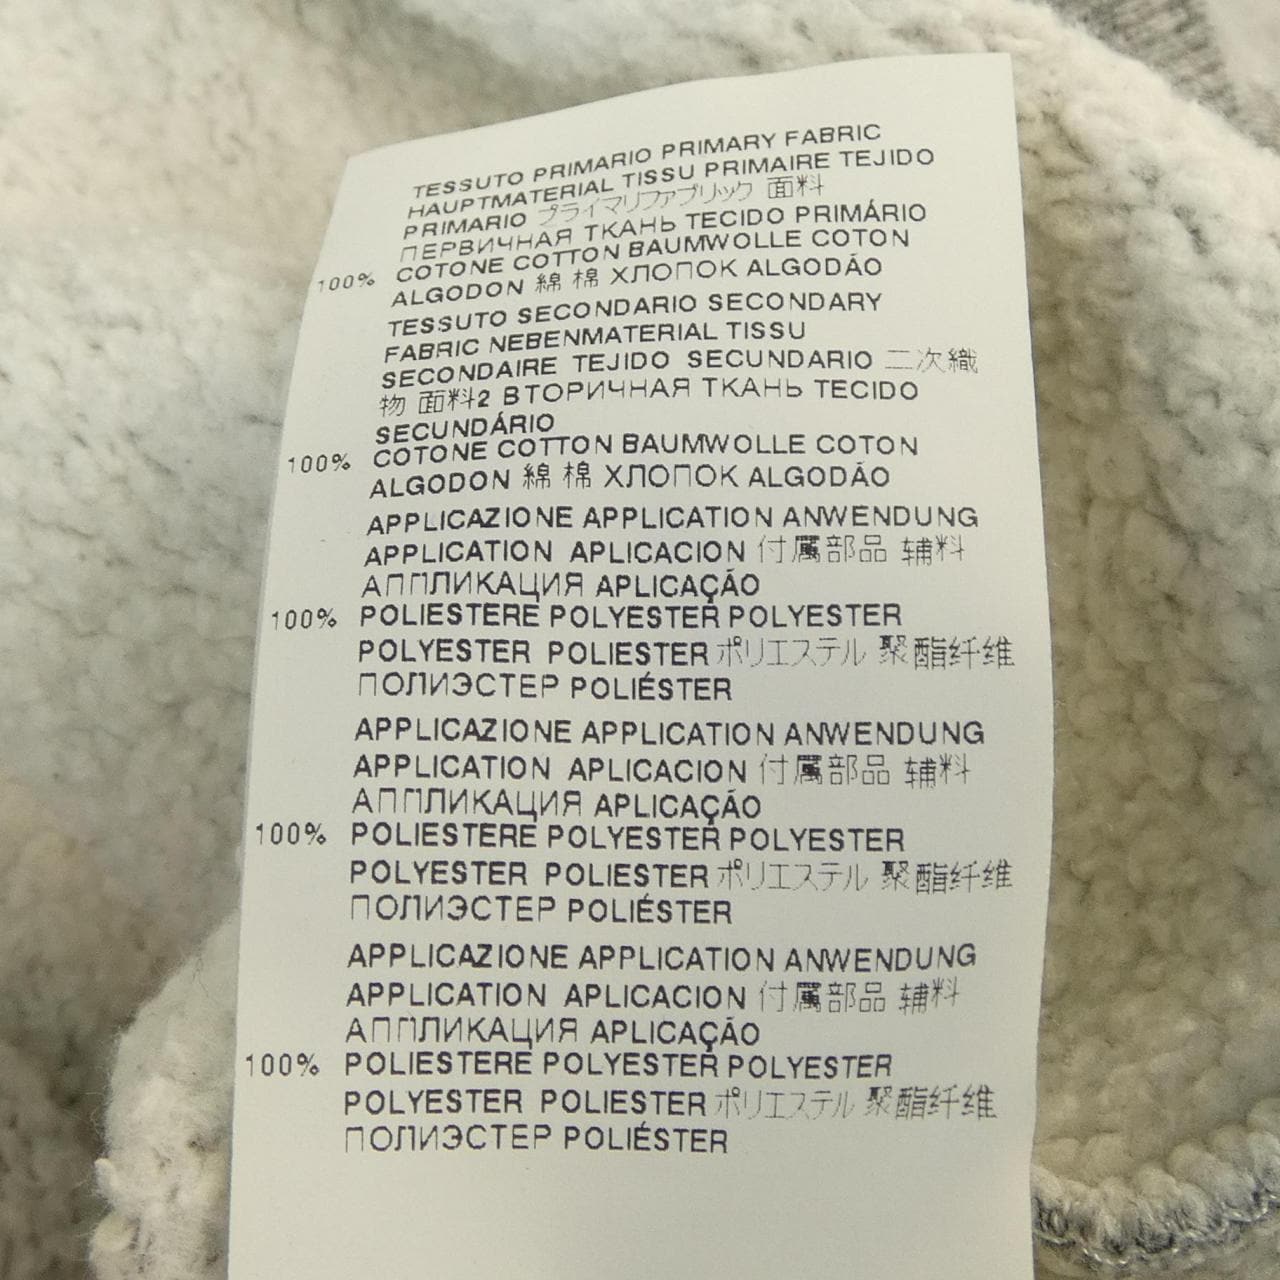 TESSUTO PRIMARIO PRIMARY FABRIC
HAUPTMATERIAL TISSU PRIMAIRE TEJIDO
PRIMARIO プライマリファブリック 面料
ПЕРВИЧНАЯ ТКАНЬ TECIDO PRIMÁRIO
100% COTONE COTTON BAUMWOLLE COTON
ALGODON 綿 棉 ХЛОПОК ALGODÃO
TESSUTO SECONDARIO SECONDARY
FABRIC NEBENMATERIAL TISSU
SECONDAIRE TEJIDO SECUNDARIO 二次織
物 面料2 ВТОРИЧНАЯ ТКАНЬ TECIDO
SECUNDÁRIO
100% COTONE COTTON BAUMWOLLE COTON
ALGODON 綿 棉 ХЛОПОК ALGODÃO
APPLICAZIONE APPLICATION ANWENDUNG
APPLICATION APLICACION 付属部品 辅料
АППЛИКАЦИЯ APLICAÇÃO
100% POLIESTERE POLYESTER POLYESTER
POLYESTER POLIESTER ポリエステル 聚酯纤维
ПОЛИЭСТЕР POLIÉSTER
APPLICAZIONE APPLICATION ANWENDUNG
APPLICATION APLICACION 付属部品 辅料
АППЛИКАЦИЯ APLICAÇÃO
100% POLIESTERE POLYESTER POLYESTER
POLYESTER POLIESTER ポリエステル 聚酯纤维
ПОЛИЭСТЕР POLIÉSTER
APPLICAZIONE APPLICATION ANWENDUNG
APPLICATION APLICACION 付属部品 辅料
АППЛИКАЦИЯ APLICAÇÃO
100% POLIESTERE POLYESTER POLYESTER
POLYESTER POLIESTER ポリエステル 聚酯纤维
ПОЛИЭСТЕР POLIÉSTER